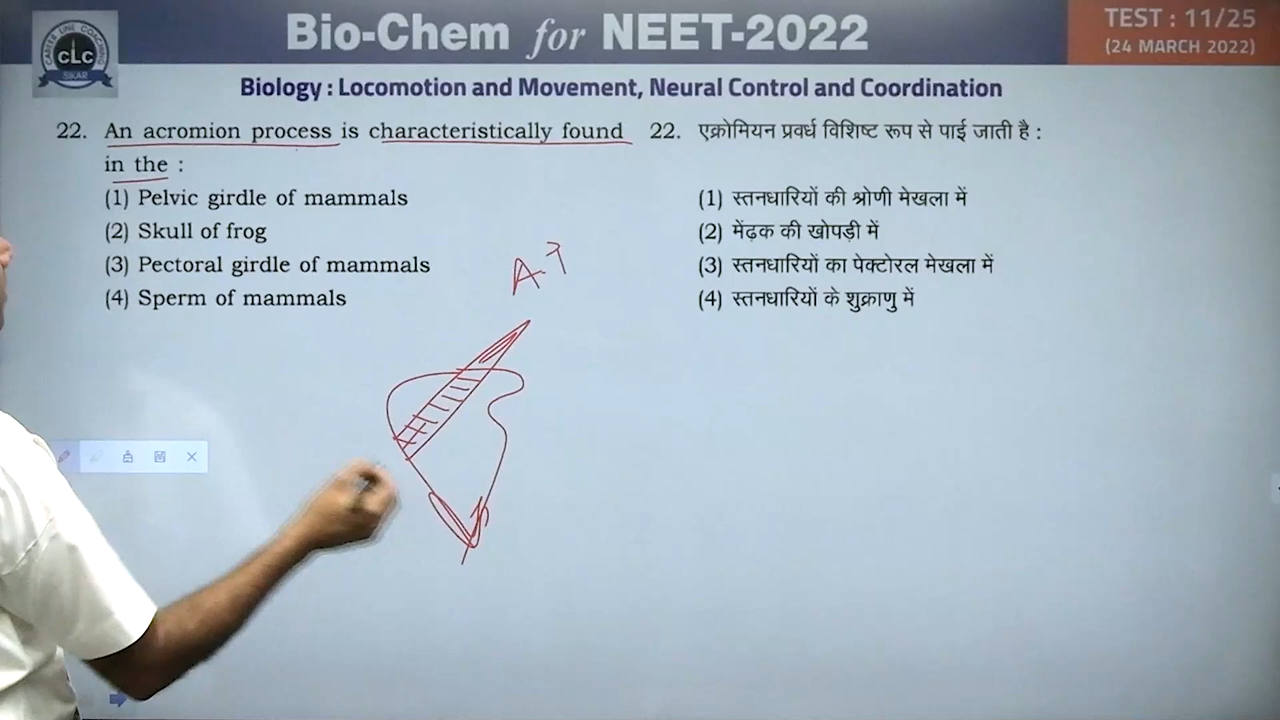 Bio-Chem for NEET-2022
TEST : 11/25
(24 MARCH 2022)
CAREER LINE COACHING
CLC
SIKAR
Biology : Locomotion and Movement, Neural Control and Coordination
22. An acromion process is characteristically found
in the :
(1) Pelvic girdle of mammals
(2) Skull of frog
(3) Pectoral girdle of mammals
(4) Sperm of mammals
22. एक्रोमियन प्रवर्ध विशिष्ट रूप से पाई जाती है :
(1) स्तनधारियों की श्रोणी मेखला में
(2) मेंढ़क की खोपड़ी में
(3) स्तनधारियों का पेक्टोरल मेखला में
(4) स्तनधारियों के शुक्राणु में